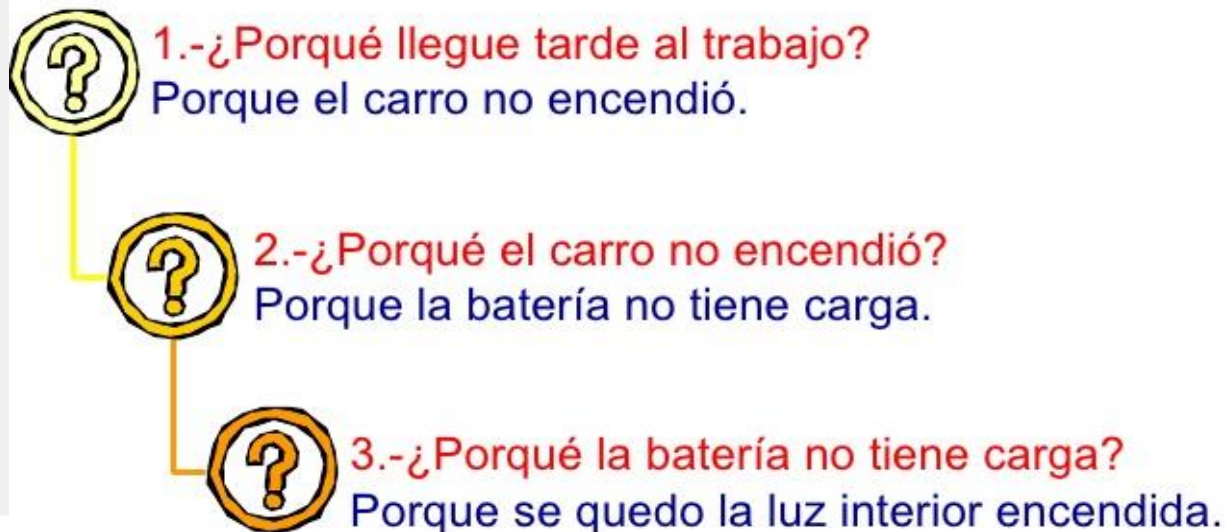 1.-¿Porqué llegue tarde al trabajo?
Porque el carro no encendió.
2.-¿Porqué el carro no encendió?
Porque la batería no tiene carga.
3.-¿Porqué la batería no tiene carga?
Porque se quedo la luz interior encendida.